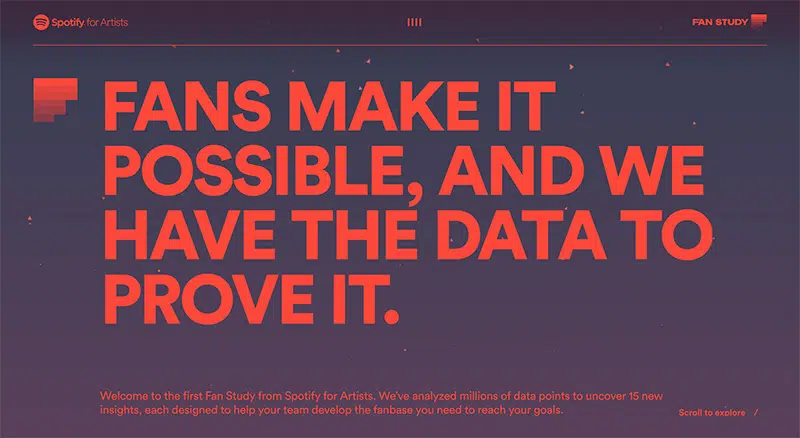 Spotify for Artists
FAN STUDY
FANS MAKE IT
POSSIBLE, AND WE
HAVE THE DATA TO
PROVE IT.
Welcome to the first Fan Study from Spotify for Artists. We've analyzed millions of data points to uncover 15 new
insights, each designed to help your team develop the fanbase you need to reach your goals.
Scroll to explore /